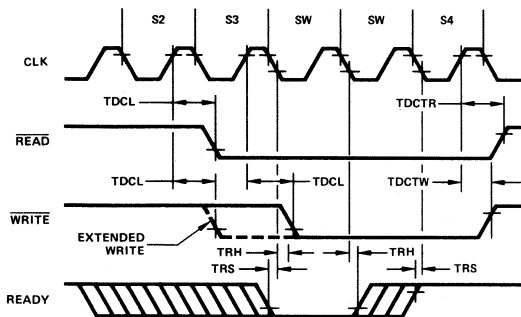 S2 S3 SW SW S4
CLK
TDCL TDCTR
READ
TDCL TDCL TDCTW
WRITE
EXTENDED
WRITE
TRH TRH
TRS TRS
READY